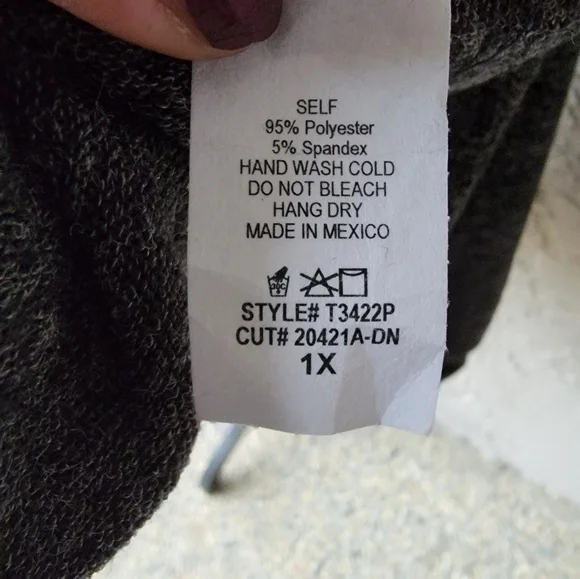 SELF
95% Polyester
5% Spandex
HAND WASH COLD
DO NOT BLEACH
HANG DRY
MADE IN MEXICO
STYLE# T3422P
CUT# 20421A-DN
1X